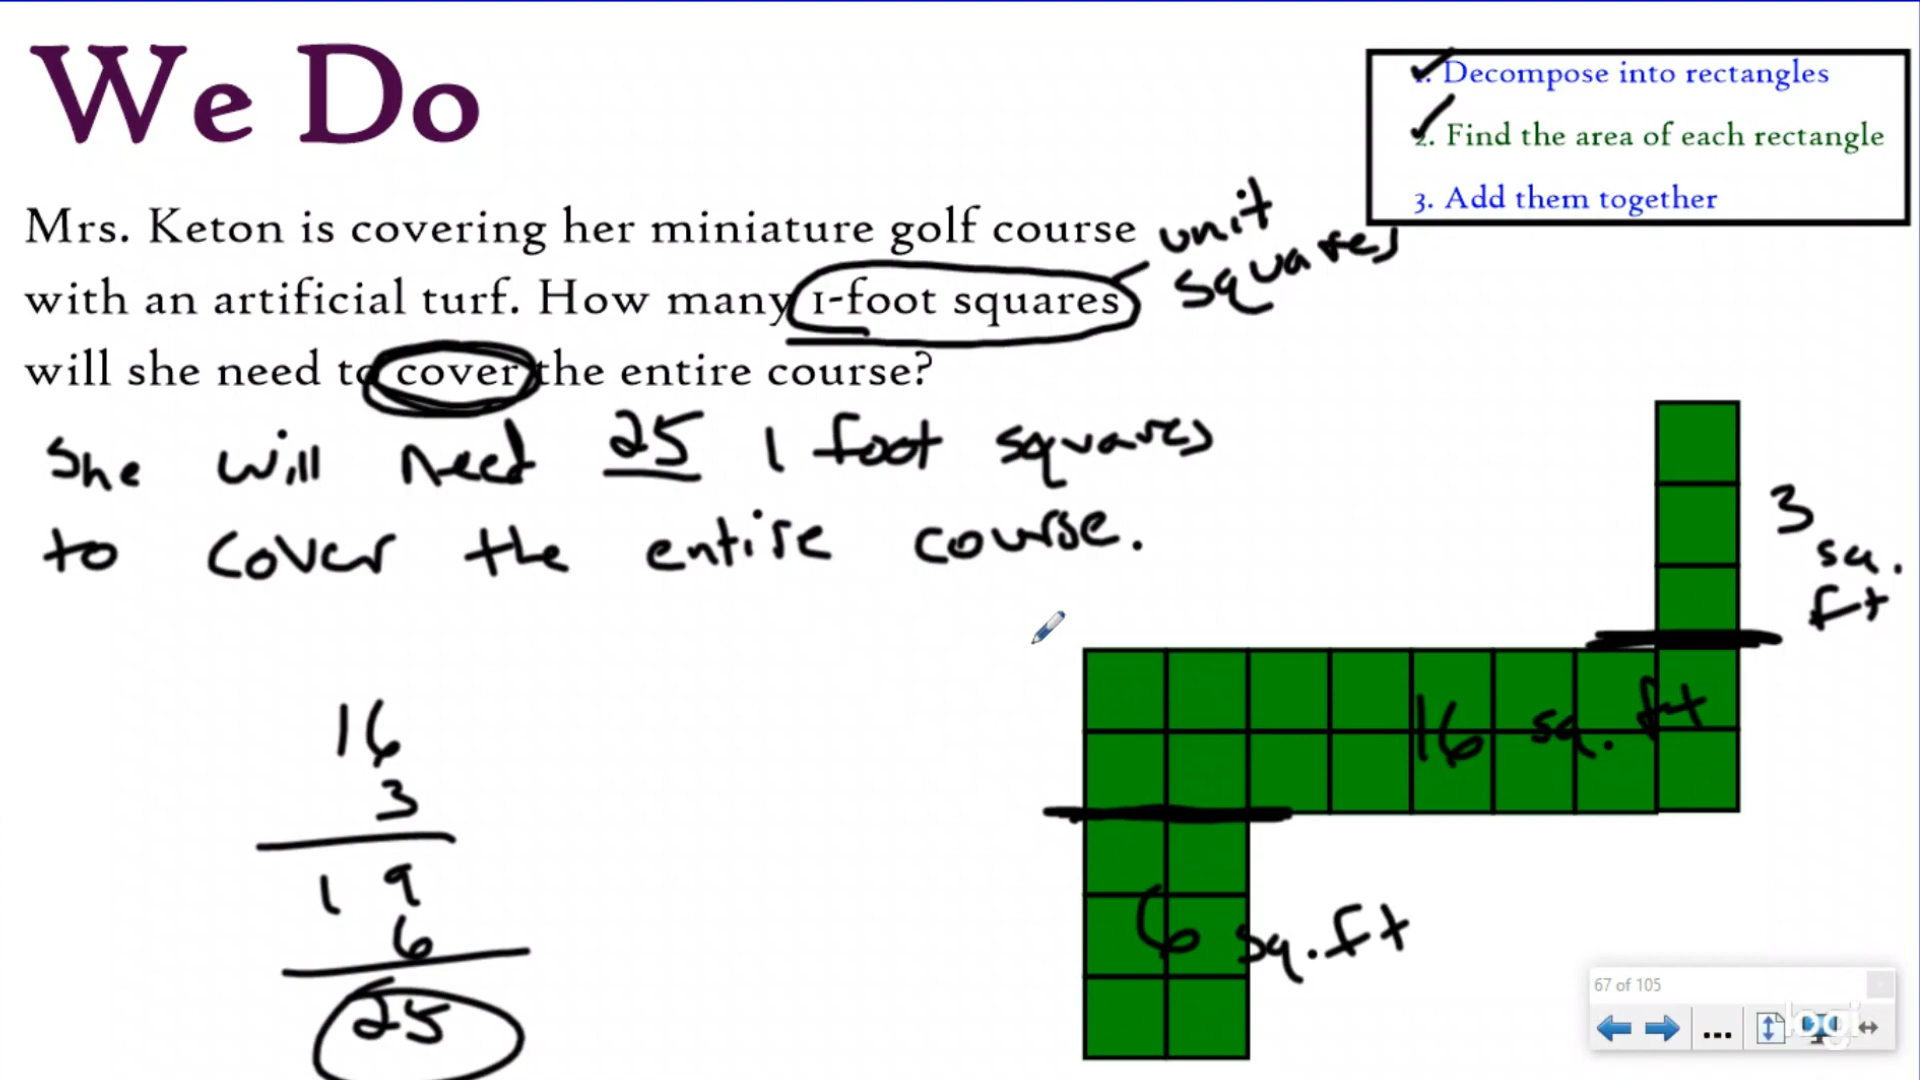 We Do
1. Decompose into rectangles
2. Find the area of each rectangle
3. Add them together
Mrs. Keton is covering her miniature golf course
with an artificial turf. How many 1-foot squares
will she need to cover the entire course?
unit
squares
She will need 25 1 foot squares
to cover the entire course.
3
sq.
ft
16 sq. ft
6 sq. ft
16
3
19
6
25
67 of 105
...
logi